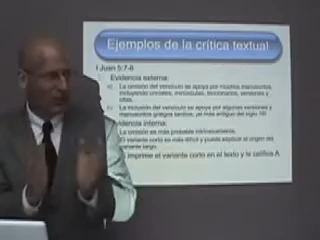 Ejemplos de la crítica textual
I Juan 5:7-8
Evidencia externa:
a) La omisión del versículo se apoya por muchos manuscritos,
incluyendo unciales, minúsculas, leccionarios, versiones y
citas.
b) La inclusión del versículo se apoya por algunas versiones y
manuscritos griegos tardíos, ya más antiguo del siglo
Evidencia interna:
La omisión es más probable intrínsecamente.
El variante corto es más difícil y puede explicar el origen del
variante largo.
imprime el variante corto en el texto y la califica A.